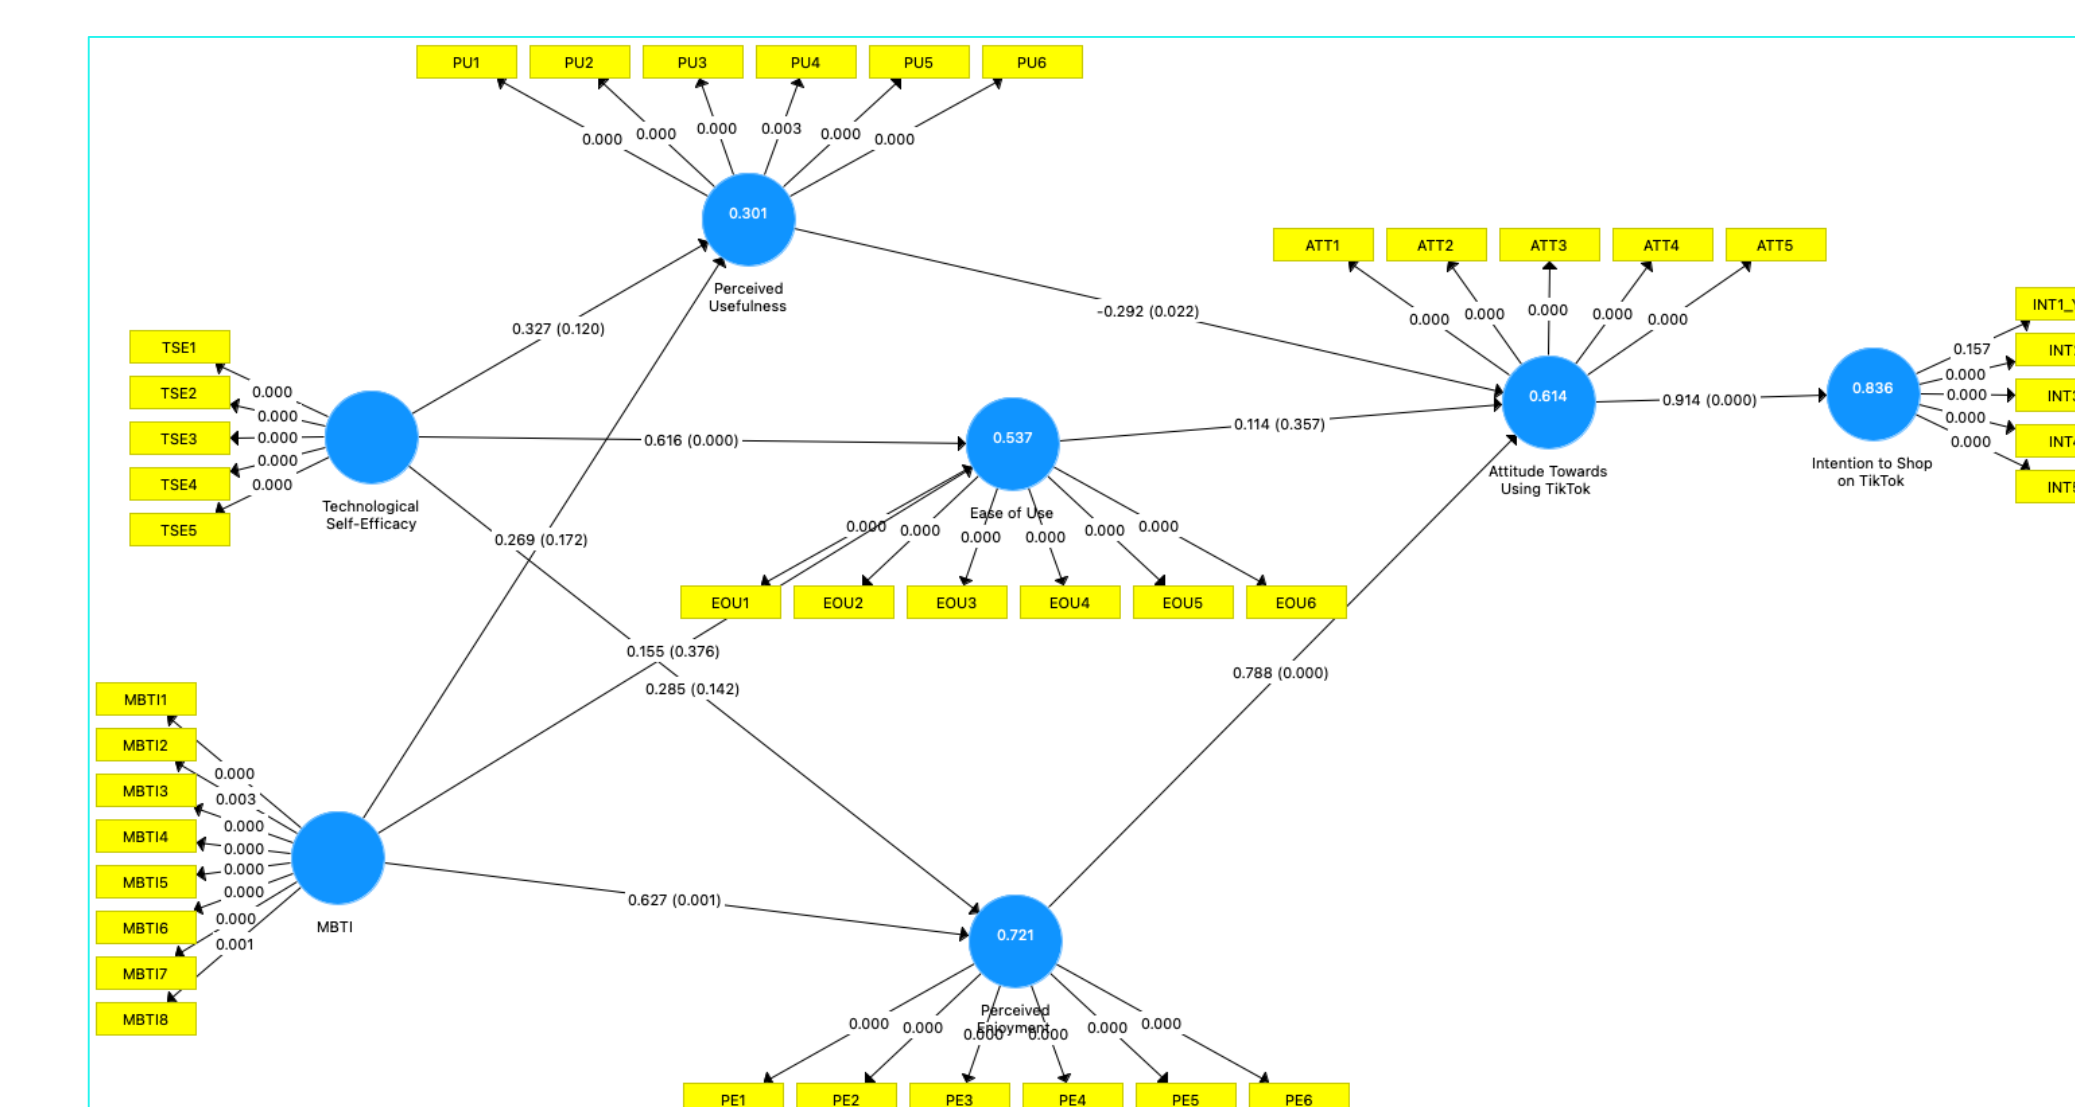 PU1 PU2 PU3 PU4 PU5 PU6
0.000 0.000 0.000 0.003 0.000 0.000
0.301
Perceived
Usefulness
ATT1 ATT2 ATT3 ATT4 ATT5
0.000 0.000 0.000 0.000 0.000
0.614
Attitude Towards
Using TikTok
-0.292 (0.022)
0.327 (0.120)
TSE1
TSE2
TSE3
TSE4
TSE5
0.000
0.000
0.000
0.000
0.000
Technological
Self-Efficacy
0.616 (0.000)
0.537
Ease of Use
0.114 (0.357)
0.914 (0.000)
0.836
Intention to Shop
on TikTok
INT1_
INT
INT
INT
INT
0.157
0.000
0.000
0.000
0.000
0.269 (0.172)
0.000 0.000 0.000 0.000 0.000 0.000
EOU1 EOU2 EOU3 EOU4 EOU5 EOU6
0.155 (0.376)
0.285 (0.142)
0.788 (0.000)
MBTI1
MBTI2
MBTI3
MBTI4
MBTI5
MBTI6
MBTI7
MBTI8
0.000
0.003
0.000
0.000
0.000
0.000
0.000
0.001
MBTI
0.627 (0.001)
0.721
Perceived
Enjoyment
0.000 0.000 0.000 0.000 0.000 0.000
PE1 PE2 PE3 PE4 PE5 PE6